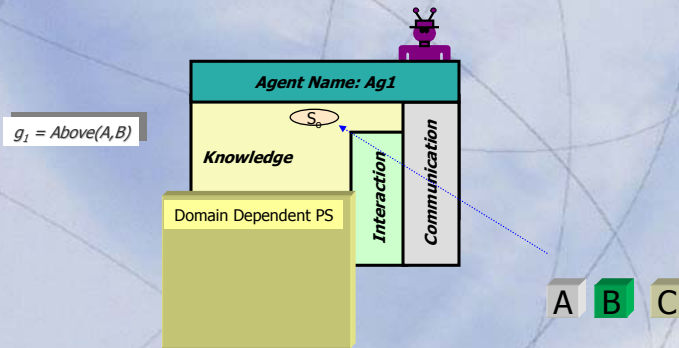 Agent Name: Ag1
g₁ = Above(A,B)
S₀
Knowledge
Interaction
Communication
Domain Dependent PS
A B C